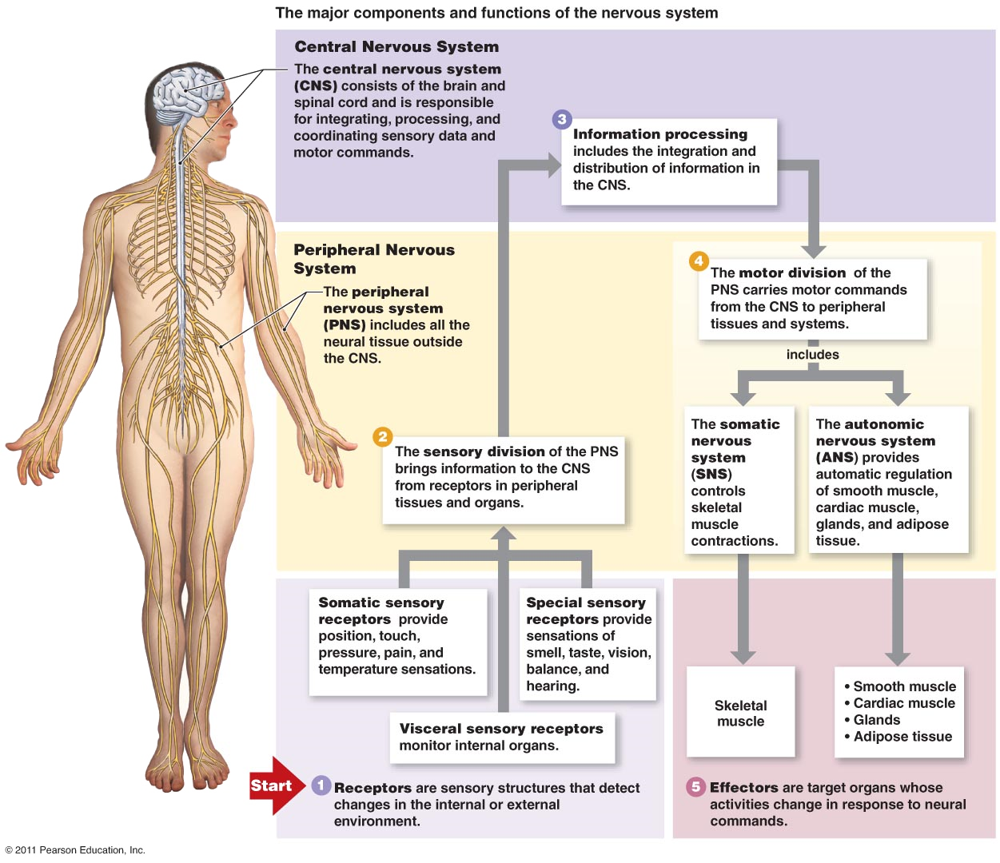 The major components and functions of the nervous system
Central Nervous System
The central nervous system
(CNS) consists of the brain and
spinal cord and is responsible
for integrating, processing, and
coordinating sensory data and
motor commands.
3
Information processing
includes the integration and
distribution of information in
the CNS.
Peripheral Nervous
System
The peripheral
nervous system
(PNS) includes all the
neural tissue outside
the CNS.
4
The motor division of the
PNS carries motor commands
from the CNS to peripheral
tissues and systems.
includes
2
The sensory division of the PNS
brings information to the CNS
from receptors in peripheral
tissues and organs.
The somatic
nervous
system
(SNS)
controls
skeletal
muscle
contractions.
The autonomic
nervous system
(ANS) provides
automatic regulation
of smooth muscle,
cardiac muscle,
glands, and adipose
tissue.
Somatic sensory
receptors provide
position, touch,
pressure, pain, and
temperature sensations.
Special sensory
receptors provide
sensations of
smell, taste, vision,
balance, and
hearing.
Visceral sensory receptors
monitor internal organs.
Skeletal
muscle
• Smooth muscle
• Cardiac muscle
• Glands
• Adipose tissue
Start
1
Receptors are sensory structures that detect
changes in the internal or external
environment.
5
Effectors are target organs whose
activities change in response to neural
commands.
© 2011 Pearson Education, Inc.